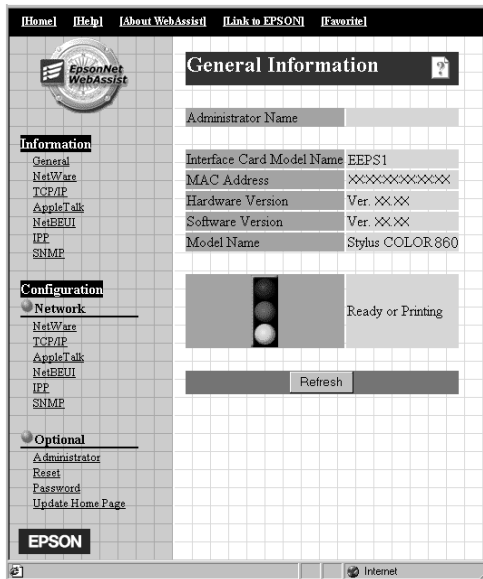 [Home] [Help] [About WebAssist] [Link to EPSON] [Favorite]
EpsonNet
WebAssist
General Information
?
Administrator Name
Information
General
NetWare
TCP/IP
AppleTalk
NetBEUI
IPP
SNMP
Interface Card Model Name EEPS1
MAC Address XXXXXXXXXXXX
Hardware Version Ver. XX.XX
Software Version Ver. XX.XX
Model Name Stylus COLOR 860
Configuration
Network
NetWare
TCP/IP
AppleTalk
NetBEUI
IPP
SNMP
Ready or Printing
Refresh
Optional
Administrator
Reset
Password
Update Home Page
EPSON
Internet